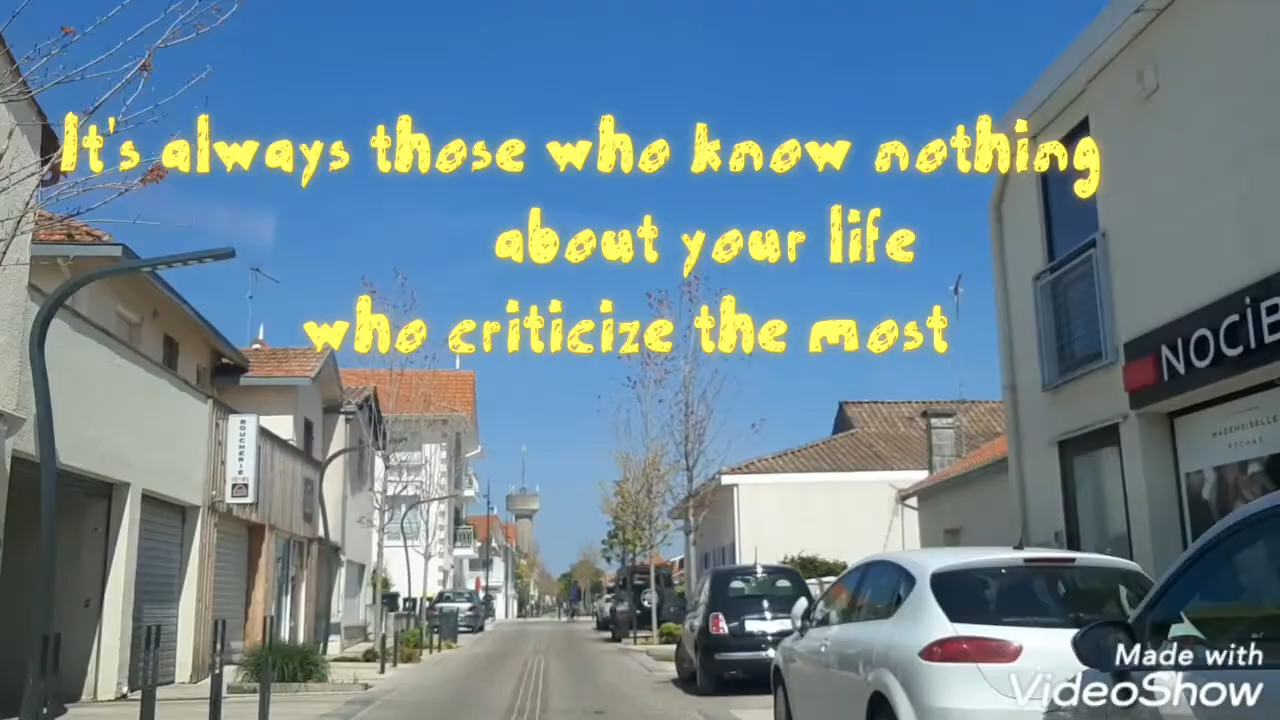 It's always those who know nothing
about your life
who criticize the most
BOUCHERIE
NOCIB
MADEMOISELLE
ROCHAS
Made with
VideoShow